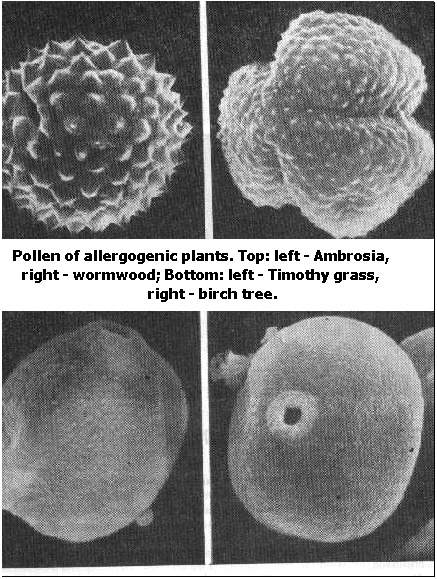 Pollen of allergogenic plants. Top: left - Ambrosia,
right - wormwood; Bottom: left - Timothy grass,
right - birch tree.